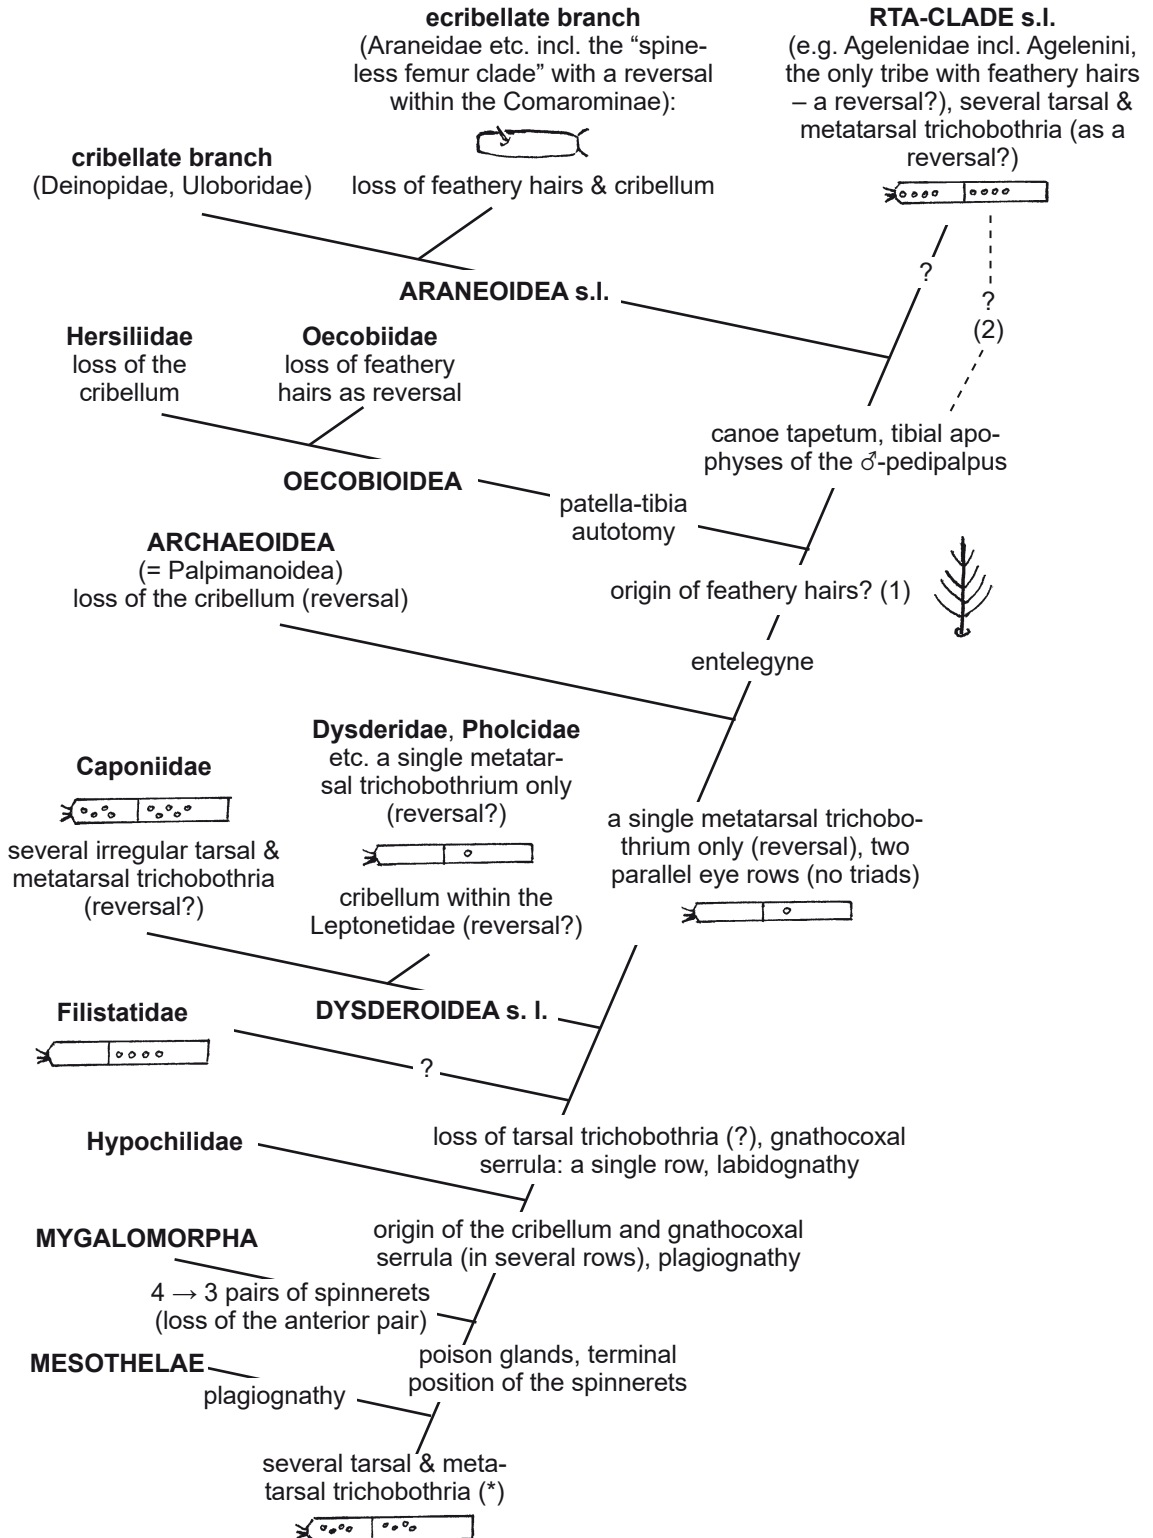 ecribellate branch
(Araneidae etc. incl. the “spine-
less femur clade” with a reversal
within the Comarominae):
loss of feathery hairs & cribellum
RTA-CLADE s.l.
(e.g. Agelenidae incl. Agelenini,
the only tribe with feathery hairs
– a reversal?), several tarsal &
metatarsal trichobothria (as a
reversal?)
cribellate branch
(Deinopidae, Uloboridae)
?
ARANEOIDEA s.l.
?
(2)
Hersiliidae
loss of the
cribellum
Oecobiidae
loss of feathery
hairs as reversal
canoe tapetum, tibial apo-
physes of the ♂-pedipalpus
OECOBIOIDEA
patella-tibia
autotomy
ARCHAEOIDEA
(= Palpimanoidea)
loss of the cribellum (reversal)
origin of feathery hairs? (1)
entelegyne
Dysderidae, Pholcidae
etc. a single metatar-
sal trichobothrium only
(reversal?)
cribellum within the
Leptonetidae (reversal?)
Caponiidae
several irregular tarsal &
metatarsal trichobothria
(reversal?)
a single metatarsal trichobo-
thrium only (reversal), two
parallel eye rows (no triads)
Filistatidae
DYSDEROIDEA s. l.
?
Hypochilidae
loss of tarsal trichobothria (?), gnathocoxal
serrula: a single row, labidognathy
MYGALOMORPHA
origin of the cribellum and gnathocoxal
serrula (in several rows), plagiognathy
4 → 3 pairs of spinnerets
(loss of the anterior pair)
MESOTHELAE
poison glands, terminal
position of the spinnerets
plagiognathy
several tarsal & meta-
tarsal trichobothria (*)